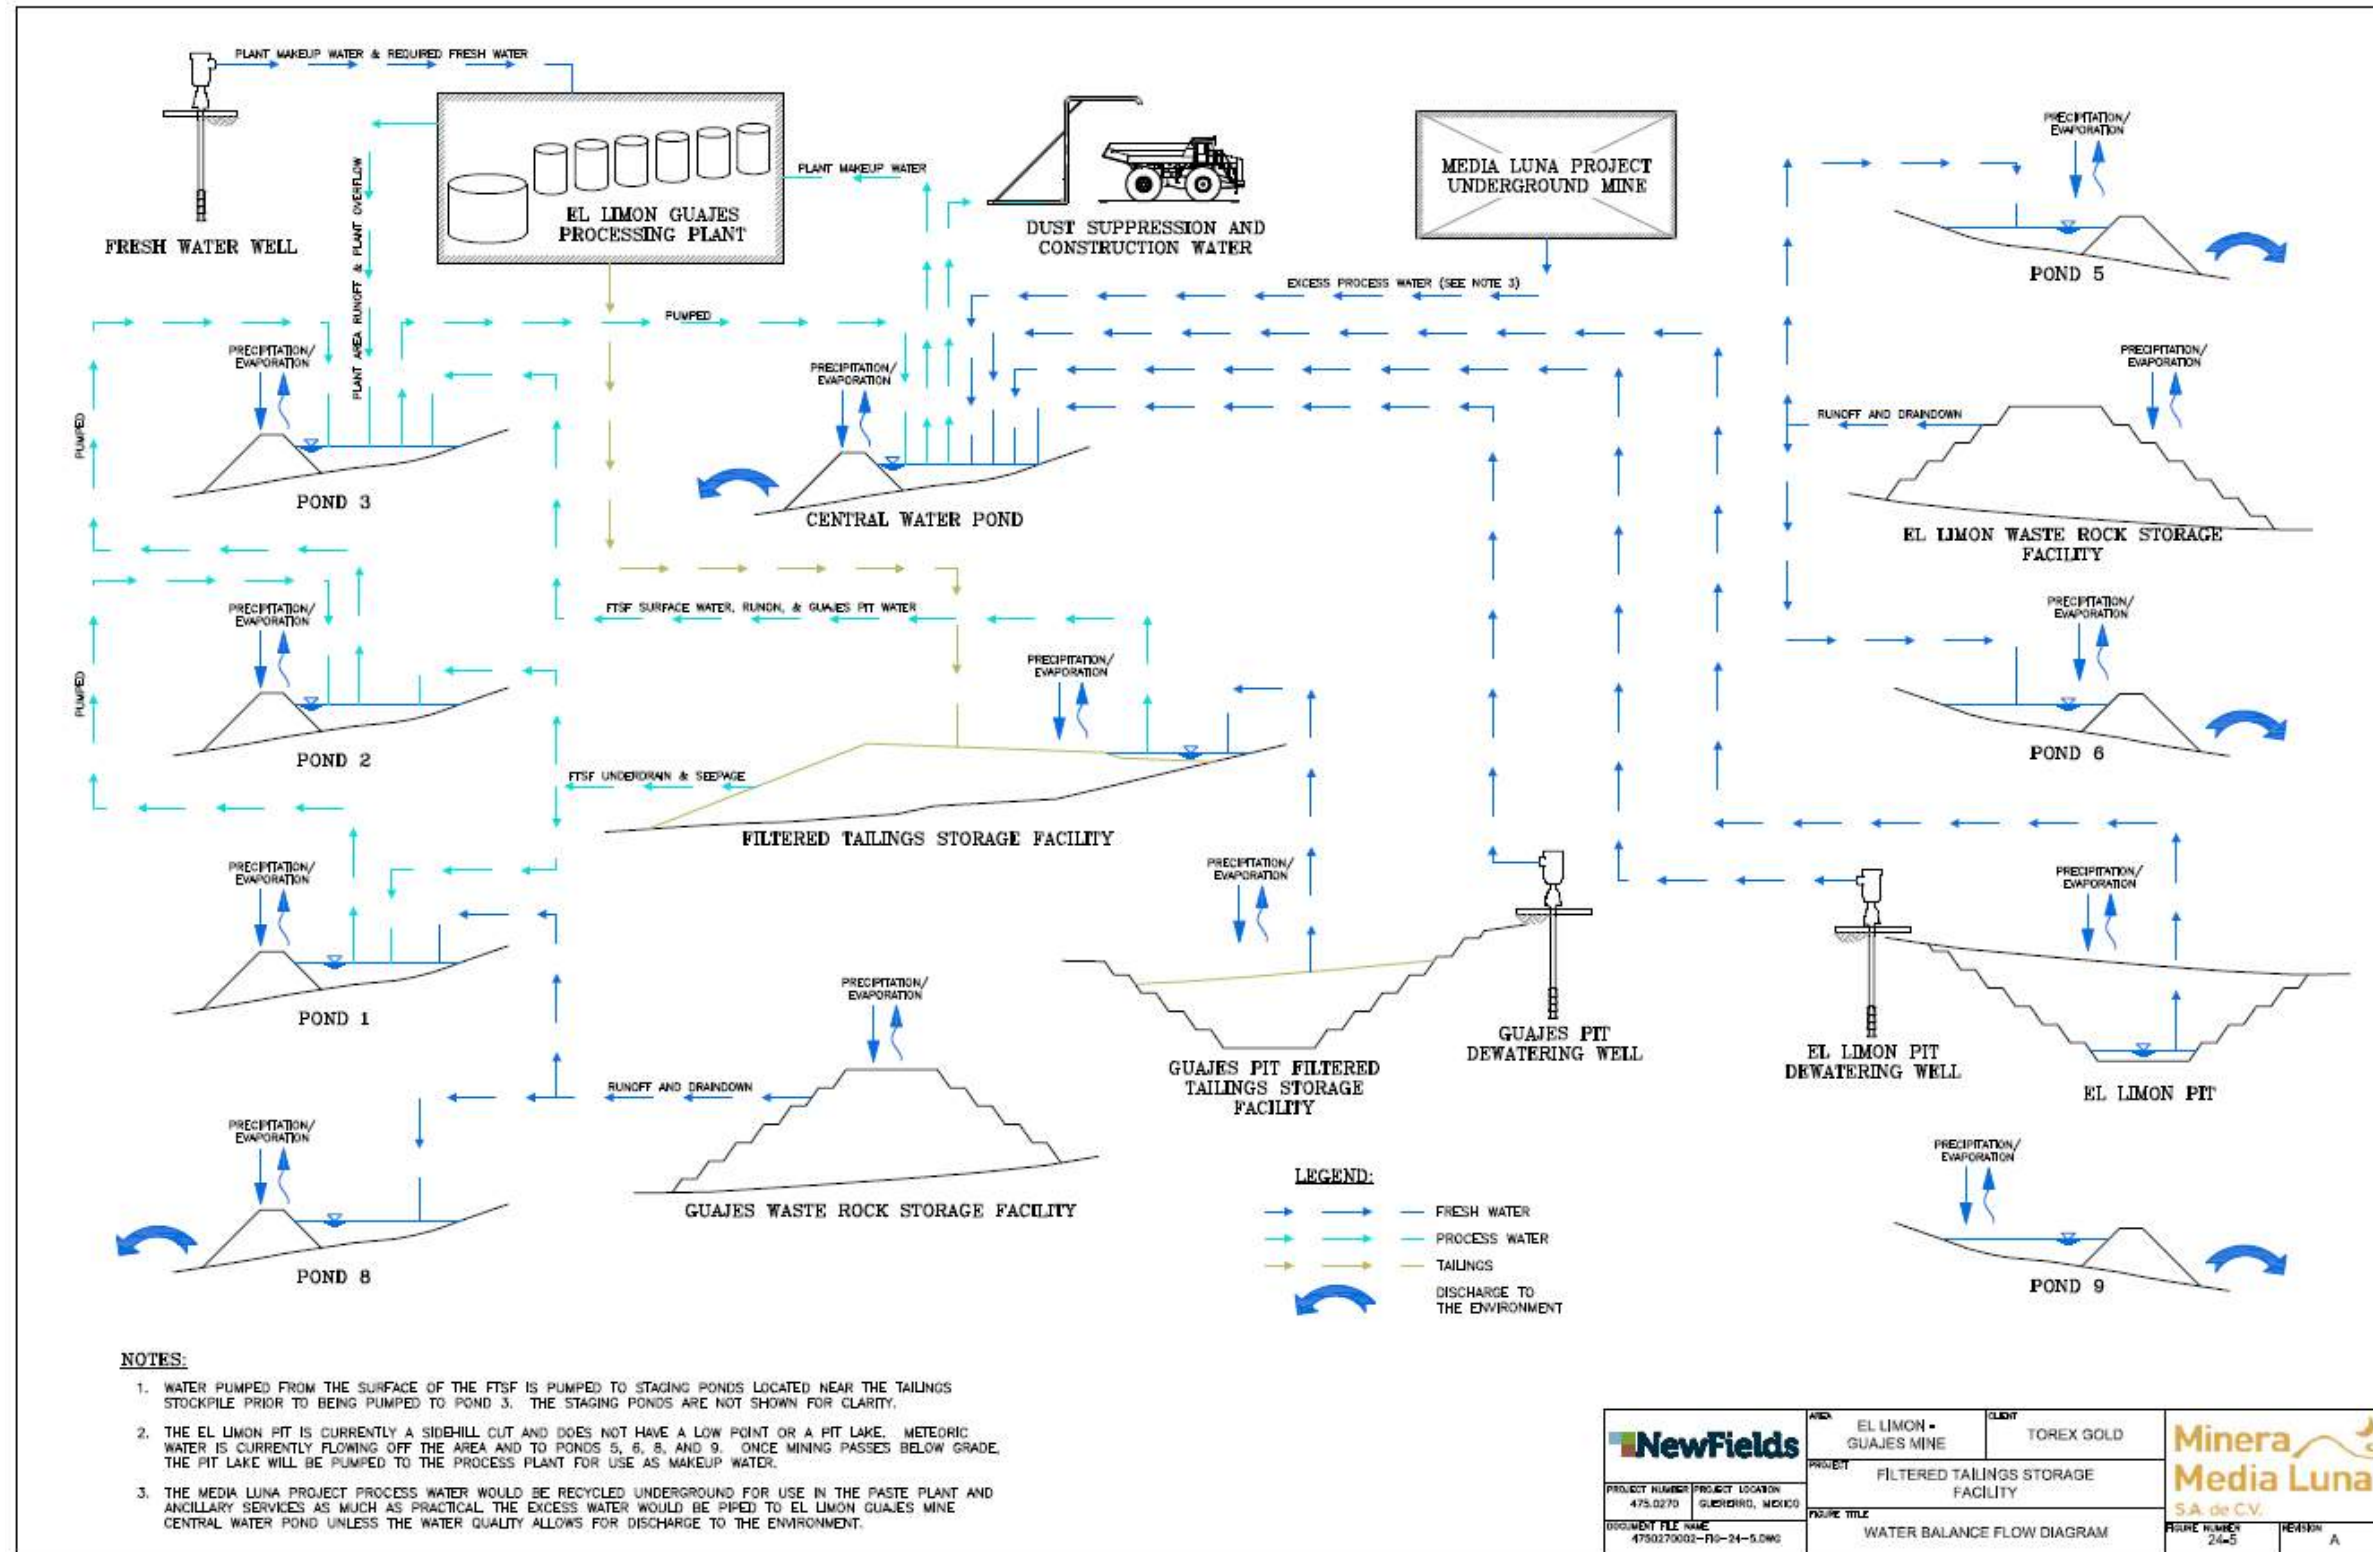 PLANT MAKEUP WATER & REQUIRED FRESH WATER
FRESH WATER WELL
PLANT AREA RUNOFF & PLANT OVERFLOW
EL LIMON GUAJES
PROCESSING PLANT
PLANT MAKEUP WATER
DUST SUPPRESSION AND
CONSTRUCTION WATER
MEDIA LUNA PROJECT
UNDERGROUND MINE
EXCESS PROCESS WATER (SEE NOTE 3)
PRECIPITATION/
EVAPORATION
POND 5
PUMPED
PUMPED
PRECIPITATION/
EVAPORATION
POND 3
PRECIPITATION/
EVAPORATION
CENTRAL WATER POND
PRECIPITATION/
EVAPORATION
RUNOFF AND DRAINDOWN
EL LIMON WASTE ROCK STORAGE
FACILITY
PUMPED
PRECIPITATION/
EVAPORATION
POND 2
FTSF SURFACE WATER, RUNON, & GUAJES PIT WATER
PRECIPITATION/
EVAPORATION
FTSF UNDERDRAIN & SEEPAGE
FILTERED TAILINGS STORAGE FACILITY
PRECIPITATION/
EVAPORATION
POND 6
PRECIPITATION/
EVAPORATION
POND 1
PRECIPITATION/
EVAPORATION
GUAJES PIT FILTERED
TAILINGS STORAGE
FACILITY
GUAJES PIT
DEWATERING WELL
EL LIMON PIT
DEWATERING WELL
PRECIPITATION/
EVAPORATION
EL LIMON PIT
PRECIPITATION/
EVAPORATION
RUNOFF AND DRAINDOWN
GUAJES WASTE ROCK STORAGE FACILITY
PRECIPITATION/
EVAPORATION
POND 8
PRECIPITATION/
EVAPORATION
POND 9
LEGEND:
FRESH WATER
PROCESS WATER
TAILINGS
DISCHARGE TO
THE ENVIRONMENT
NOTES:
1. WATER PUMPED FROM THE SURFACE OF THE FTSF IS PUMPED TO STAGING PONDS LOCATED NEAR THE TAILINGS
STOCKPILE PRIOR TO BEING PUMPED TO POND 3. THE STAGING PONDS ARE NOT SHOWN FOR CLARITY.
2. THE EL LIMON PIT IS CURRENTLY A SIDEHILL CUT AND DOES NOT HAVE A LOW POINT OR A PIT LAKE. METEORIC
WATER IS CURRENTLY FLOWING OFF THE AREA AND TO PONDS 5, 6, 8, AND 9. ONCE MINING PASSES BELOW GRADE,
THE PIT LAKE WILL BE PUMPED TO THE PROCESS PLANT FOR USE AS MAKEUP WATER.
3. THE MEDIA LUNA PROJECT PROCESS WATER WOULD BE RECYCLED UNDERGROUND FOR USE IN THE PASTE PLANT AND
ANCILLARY SERVICES AS MUCH AS PRACTICAL THE EXCESS WATER WOULD BE PIPED TO EL LIMON GUAJES MINE
CENTRAL WATER POND UNLESS THE WATER QUALITY ALLOWS FOR DISCHARGE TO THE ENVIRONMENT.
NewFields
PROJECT NUMBER
475.0270
PROJECT LOCATION
GUERERRO, MEXICO
DOCUMENT FILE NAME
4750270002-FIG-24-5.DWG
AREA
EL LIMON -
GUAJES MINE
CLIENT
TOREX GOLD
PROJECT
FILTERED TAILINGS STORAGE
FACILITY
FIGURE TITLE
WATER BALANCE FLOW DIAGRAM
Minera
Media Luna
S.A. de C.V.
FIGURE NUMBER
24-5
REVISION
A